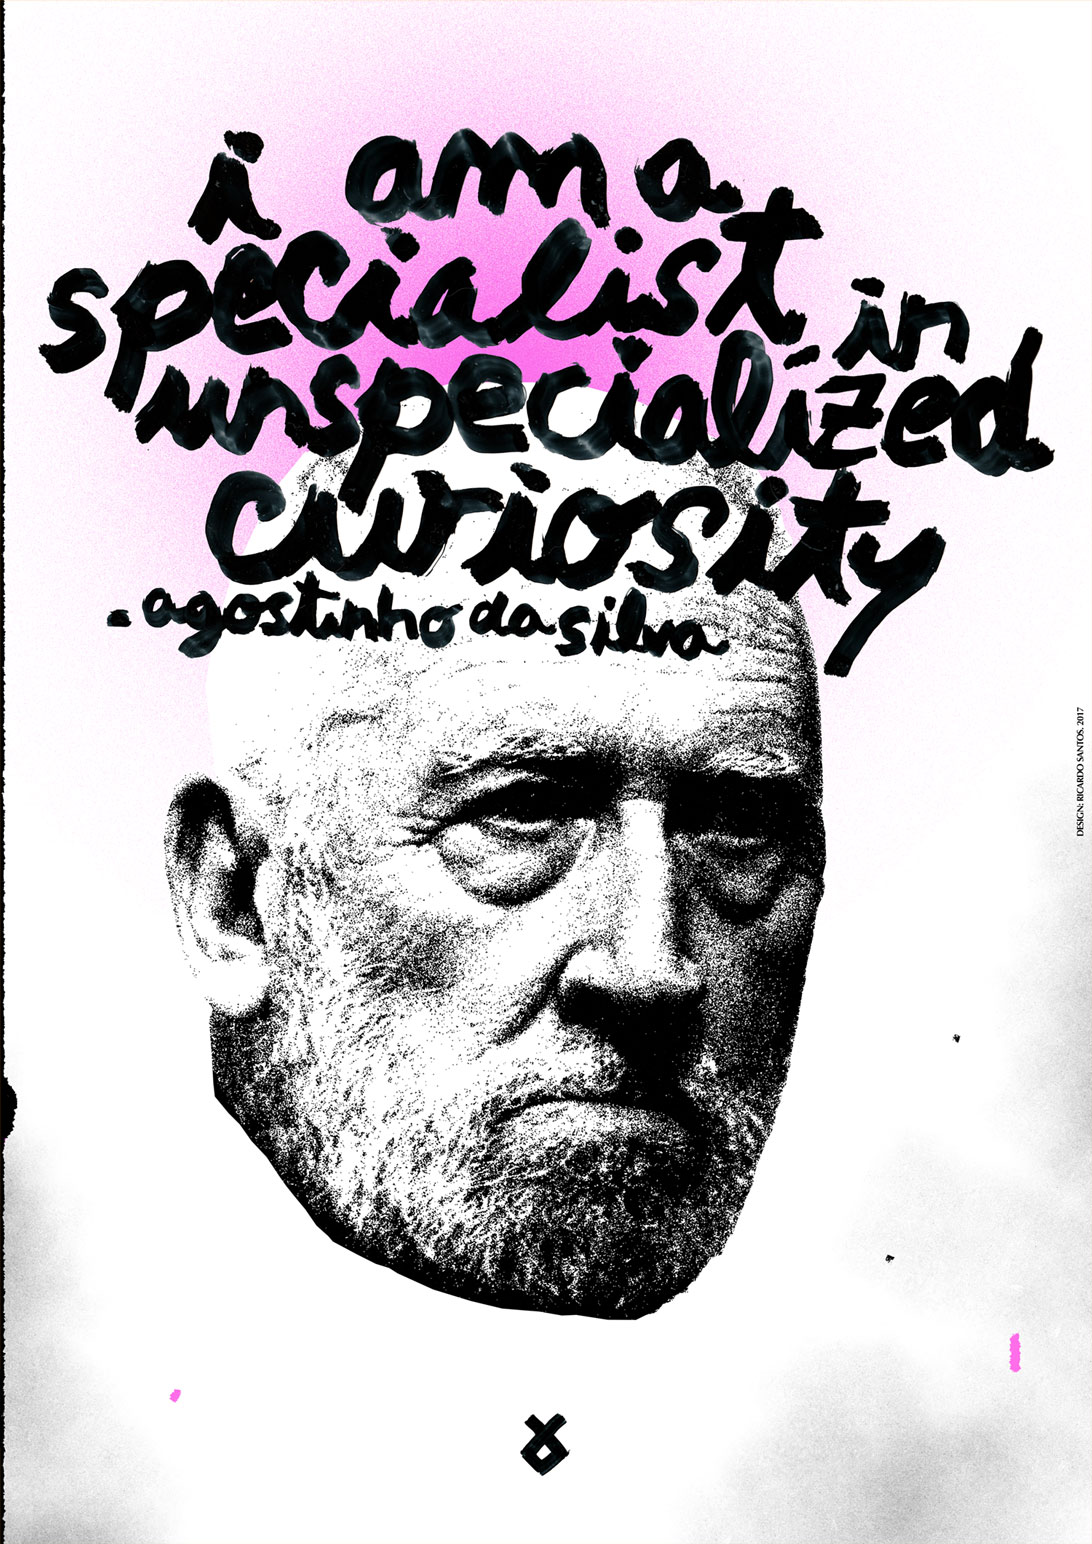 i am a
specialist in
unspecialized
curiosity
- agostinho da silva
DESIGN: RICARDO SANTOS. 2017